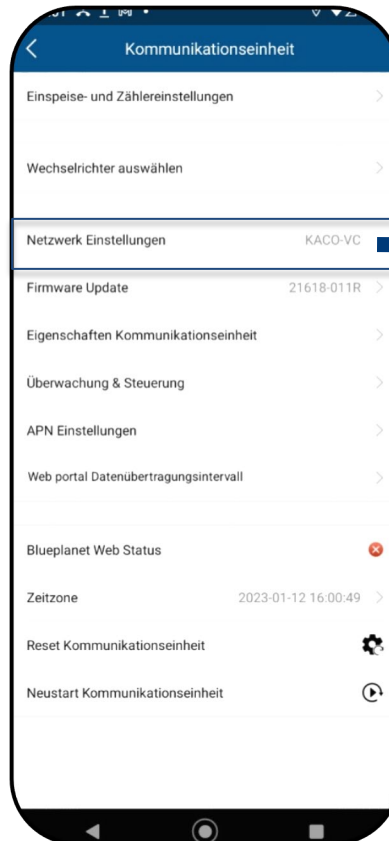 Kommunikationseinheit
Einspeise- und Zählereinstellungen
Wechselrichter auswählen
Netzwerk Einstellungen KACO-VC
Firmware Update 21618-011R
Eigenschaften Kommunikationseinheit
Überwachung & Steuerung
APN Einstellungen
Web portal Datenübertragungsintervall
Blueplanet Web Status
Zeitzone 2023-01-12 16:00:49
Reset Kommunikationseinheit
Neustart Kommunikationseinheit